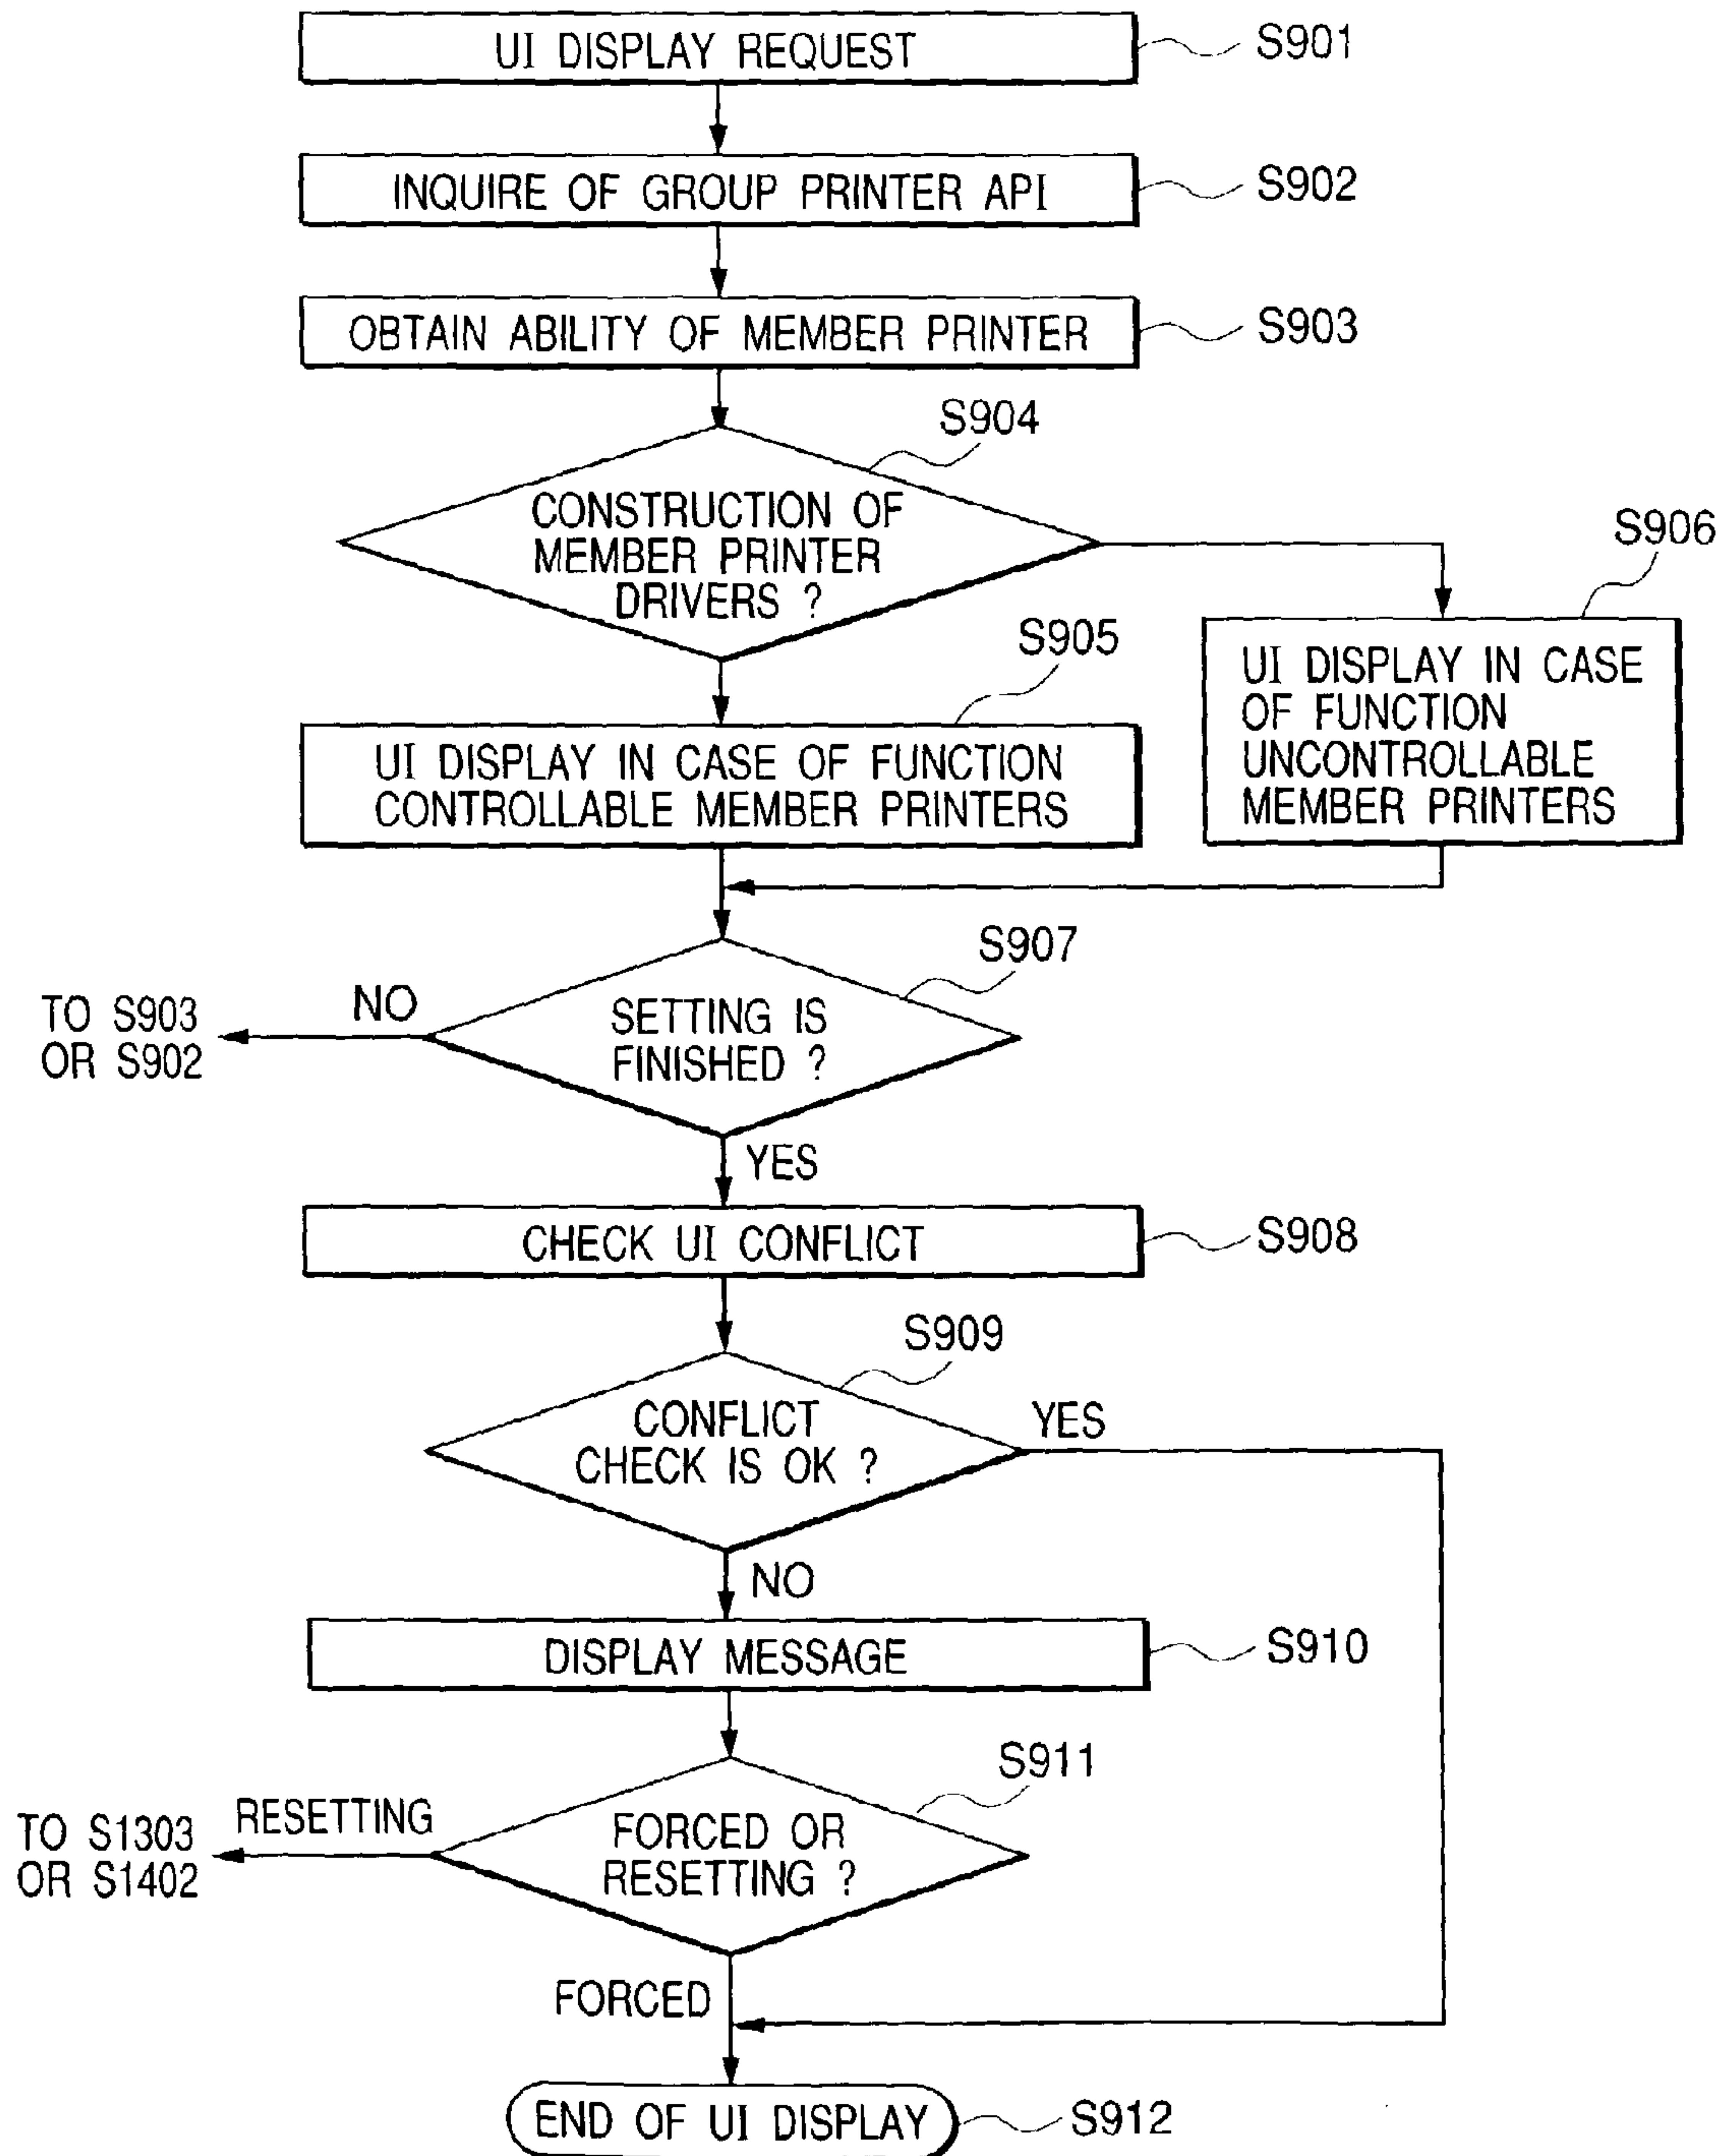 UI DISPLAY REQUEST
S901
INQUIRE OF GROUP PRINTER API
S902
OBTAIN ABILITY OF MEMBER PRINTER
S903
S904
CONSTRUCTION OF
MEMBER PRINTER
DRIVERS ?
S906
UI DISPLAY IN CASE
OF FUNCTION
UNCONTROLLABLE
MEMBER PRINTERS
S905
UI DISPLAY IN CASE OF FUNCTION
CONTROLLABLE MEMBER PRINTERS
S907
SETTING IS
FINISHED ?
NO
TO S903
OR S902
YES
CHECK UI CONFLICT
S908
S909
CONFLICT
CHECK IS OK ?
YES
NO
DISPLAY MESSAGE
S910
S911
FORCED OR
RESETTING ?
RESETTING
TO S1303
OR S1402
FORCED
END OF UI DISPLAY
S912